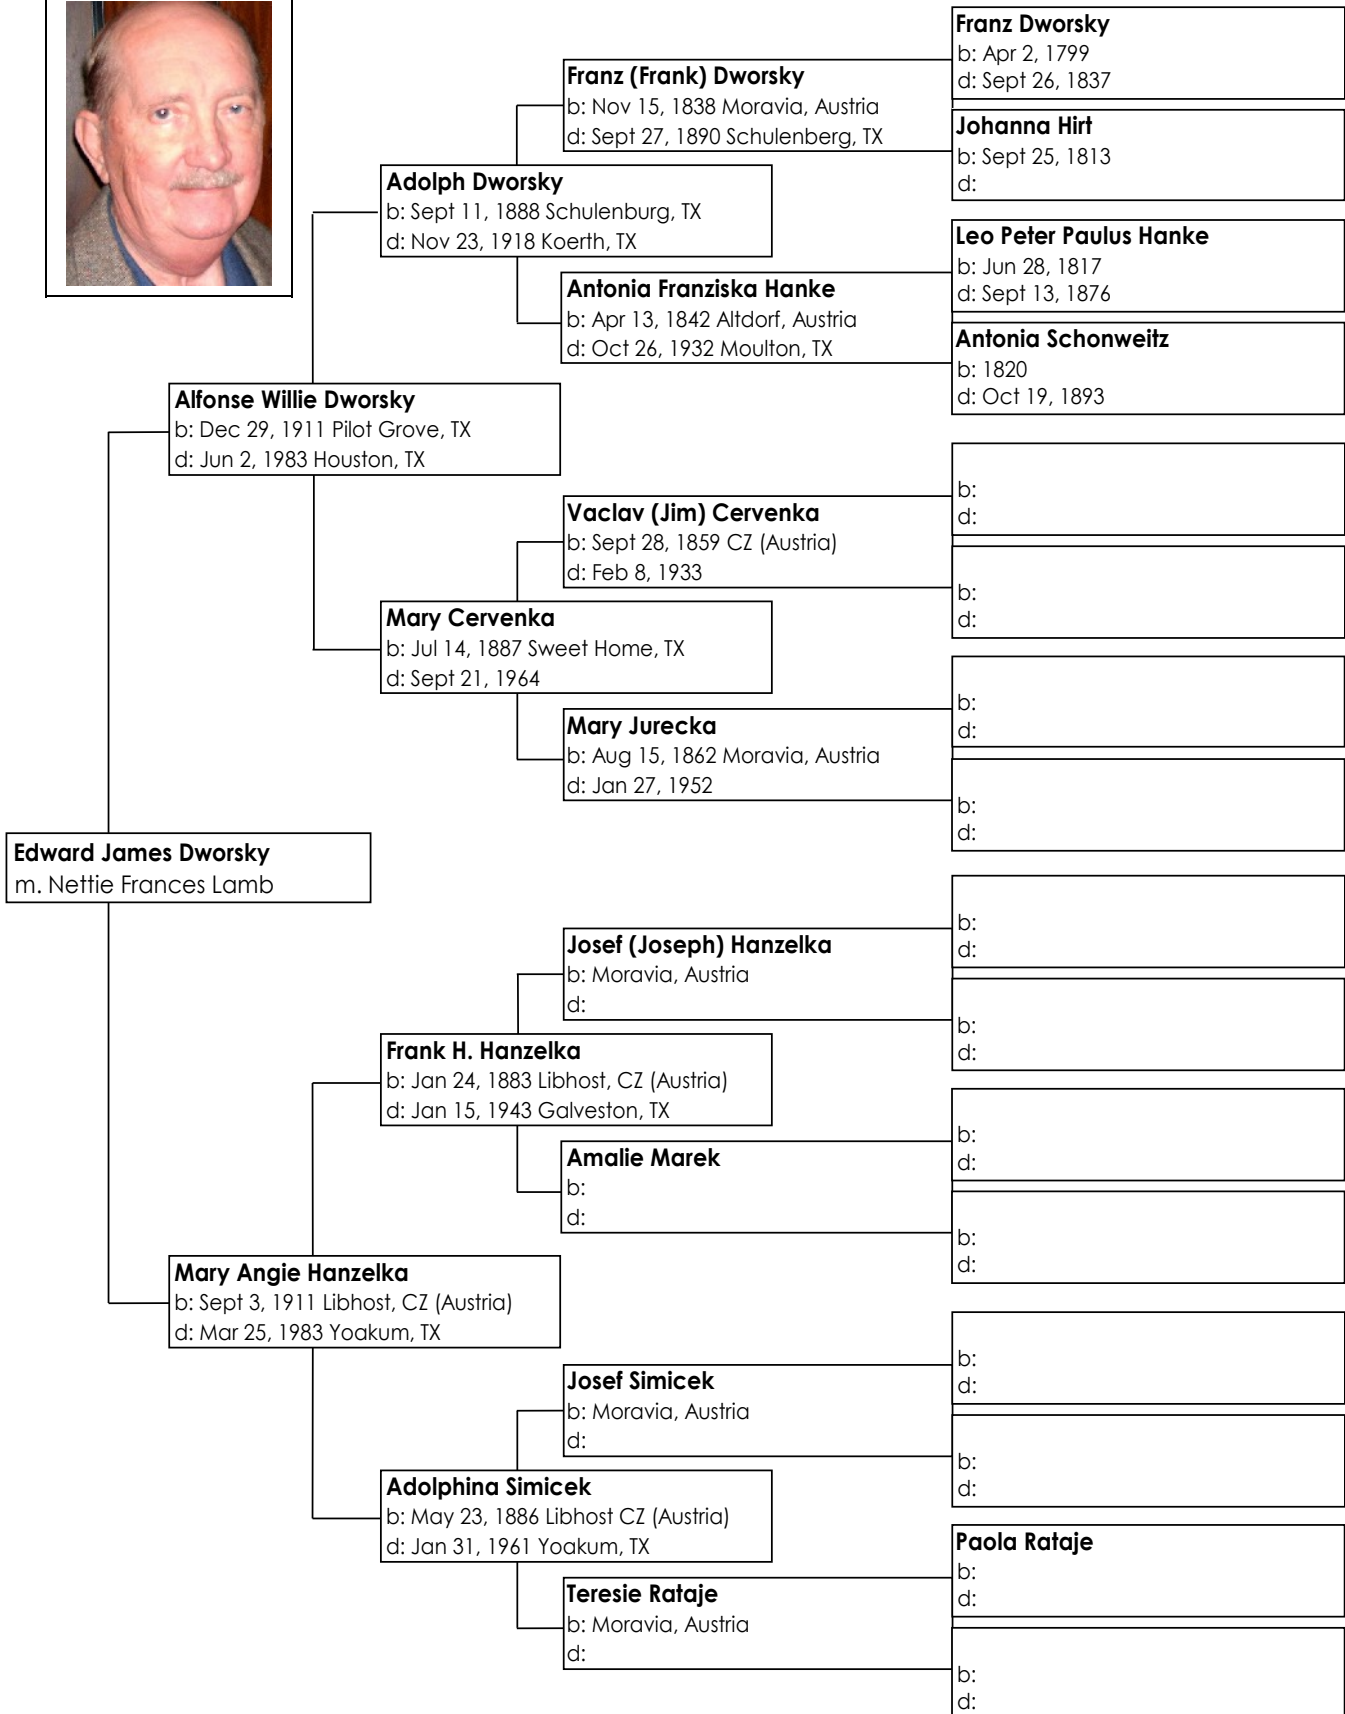 Franz Dworsky
b: Apr 2, 1799
d: Sept 26, 1837
Franz (Frank) Dworsky
b: Nov 15, 1838 Moravia, Austria
d: Sept 27, 1890 Schulenberg, TX
Johanna Hirt
b: Sept 25, 1813
d:
Adolph Dworsky
b: Sept 11, 1888 Schulenburg, TX
d: Nov 23, 1918 Koerth, TX
Leo Peter Paulus Hanke
b: Jun 28, 1817
d: Sept 13, 1876
Antonia Franziska Hanke
b: Apr 13, 1842 Altdorf, Austria
d: Oct 26, 1932 Moulton, TX
Antonia Schonweitz
b: 1820
d: Oct 19, 1893
Alfonse Willie Dworsky
b: Dec 29, 1911 Pilot Grove, TX
d: Jun 2, 1983 Houston, TX
b:
d:
Vaclav (Jim) Cervenka
b: Sept 28, 1859 CZ (Austria)
d: Feb 8, 1933
b:
d:
Mary Cervenka
b: Jul 14, 1887 Sweet Home, TX
d: Sept 21, 1964
b:
d:
Mary Jurecka
b: Aug 15, 1862 Moravia, Austria
d: Jan 27, 1952
b:
d:
Edward James Dworsky
m. Nettie Frances Lamb
b:
d:
Josef (Joseph) Hanzelka
b: Moravia, Austria
d:
b:
d:
Frank H. Hanzelka
b: Jan 24, 1883 Libhost, CZ (Austria)
d: Jan 15, 1943 Galveston, TX
b:
d:
Amalie Marek
b:
d:
b:
d:
Mary Angie Hanzelka
b: Sept 3, 1911 Libhost, CZ (Austria)
d: Mar 25, 1983 Yoakum, TX
b:
d:
Josef Simicek
b: Moravia, Austria
d:
b:
d:
Adolphina Simicek
b: May 23, 1886 Libhost CZ (Austria)
d: Jan 31, 1961 Yoakum, TX
Paola Rataje
b:
d:
Teresie Rataje
b: Moravia, Austria
d:
b:
d: